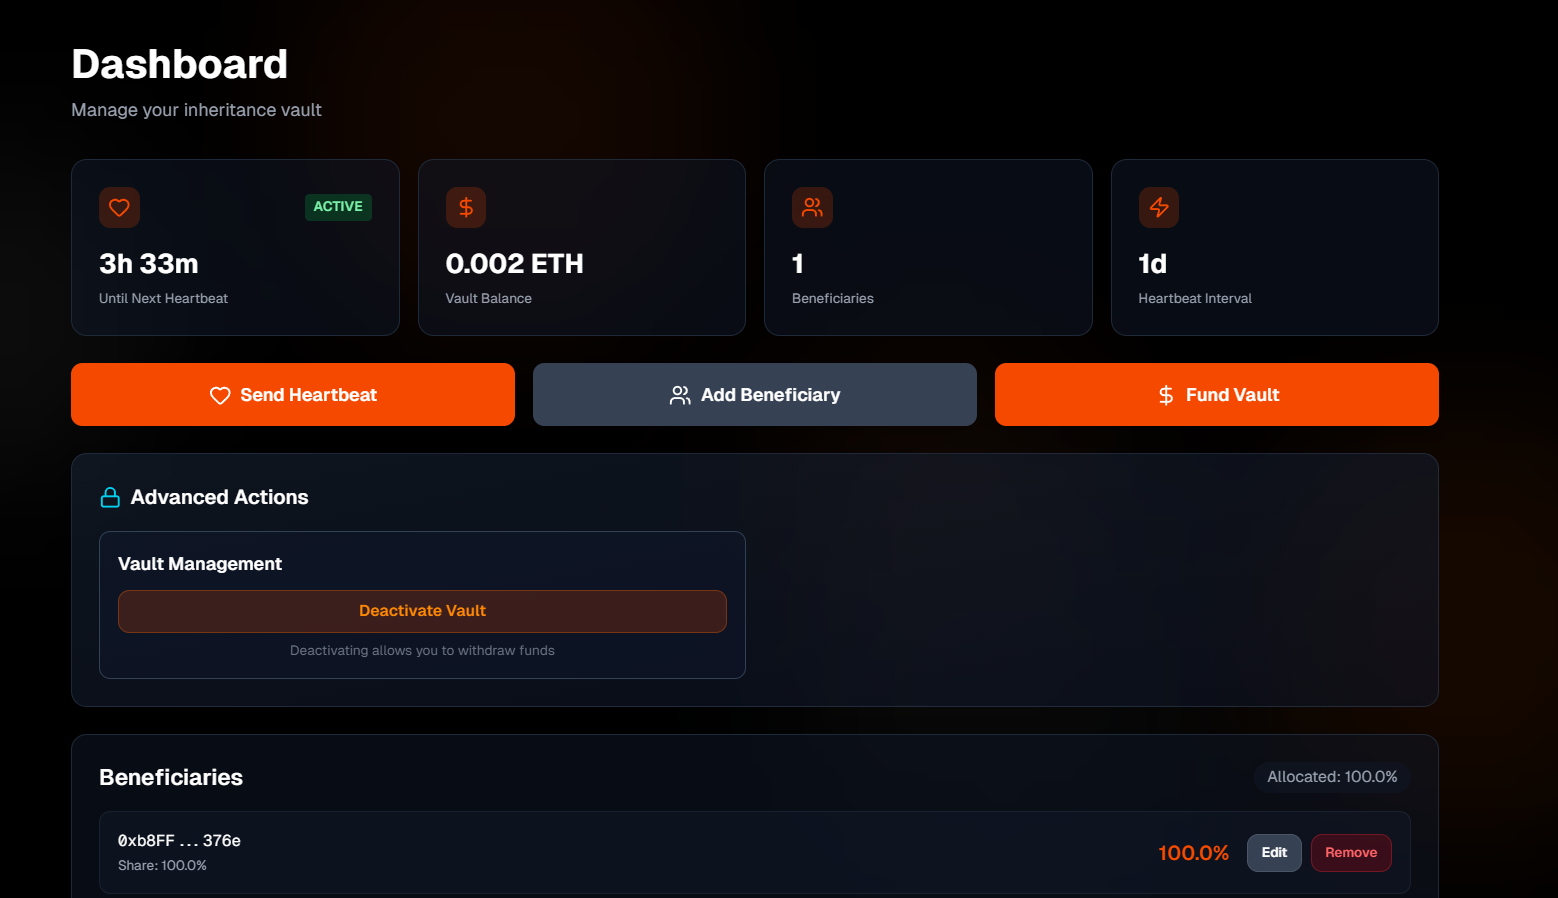 Dashboard
Manage your inheritance vault
ACTIVE
3h 33m
Until Next Heartbeat
0.002 ETH
Vault Balance
1
Beneficiaries
1d
Heartbeat Interval
Send Heartbeat
Add Beneficiary
Fund Vault
Advanced Actions
Vault Management
Deactivate Vault
Deactivating allows you to withdraw funds
Beneficiaries
Allocated: 100.0%
0xb8FF ... 376e
Share: 100.0%
100.0%
Edit
Remove